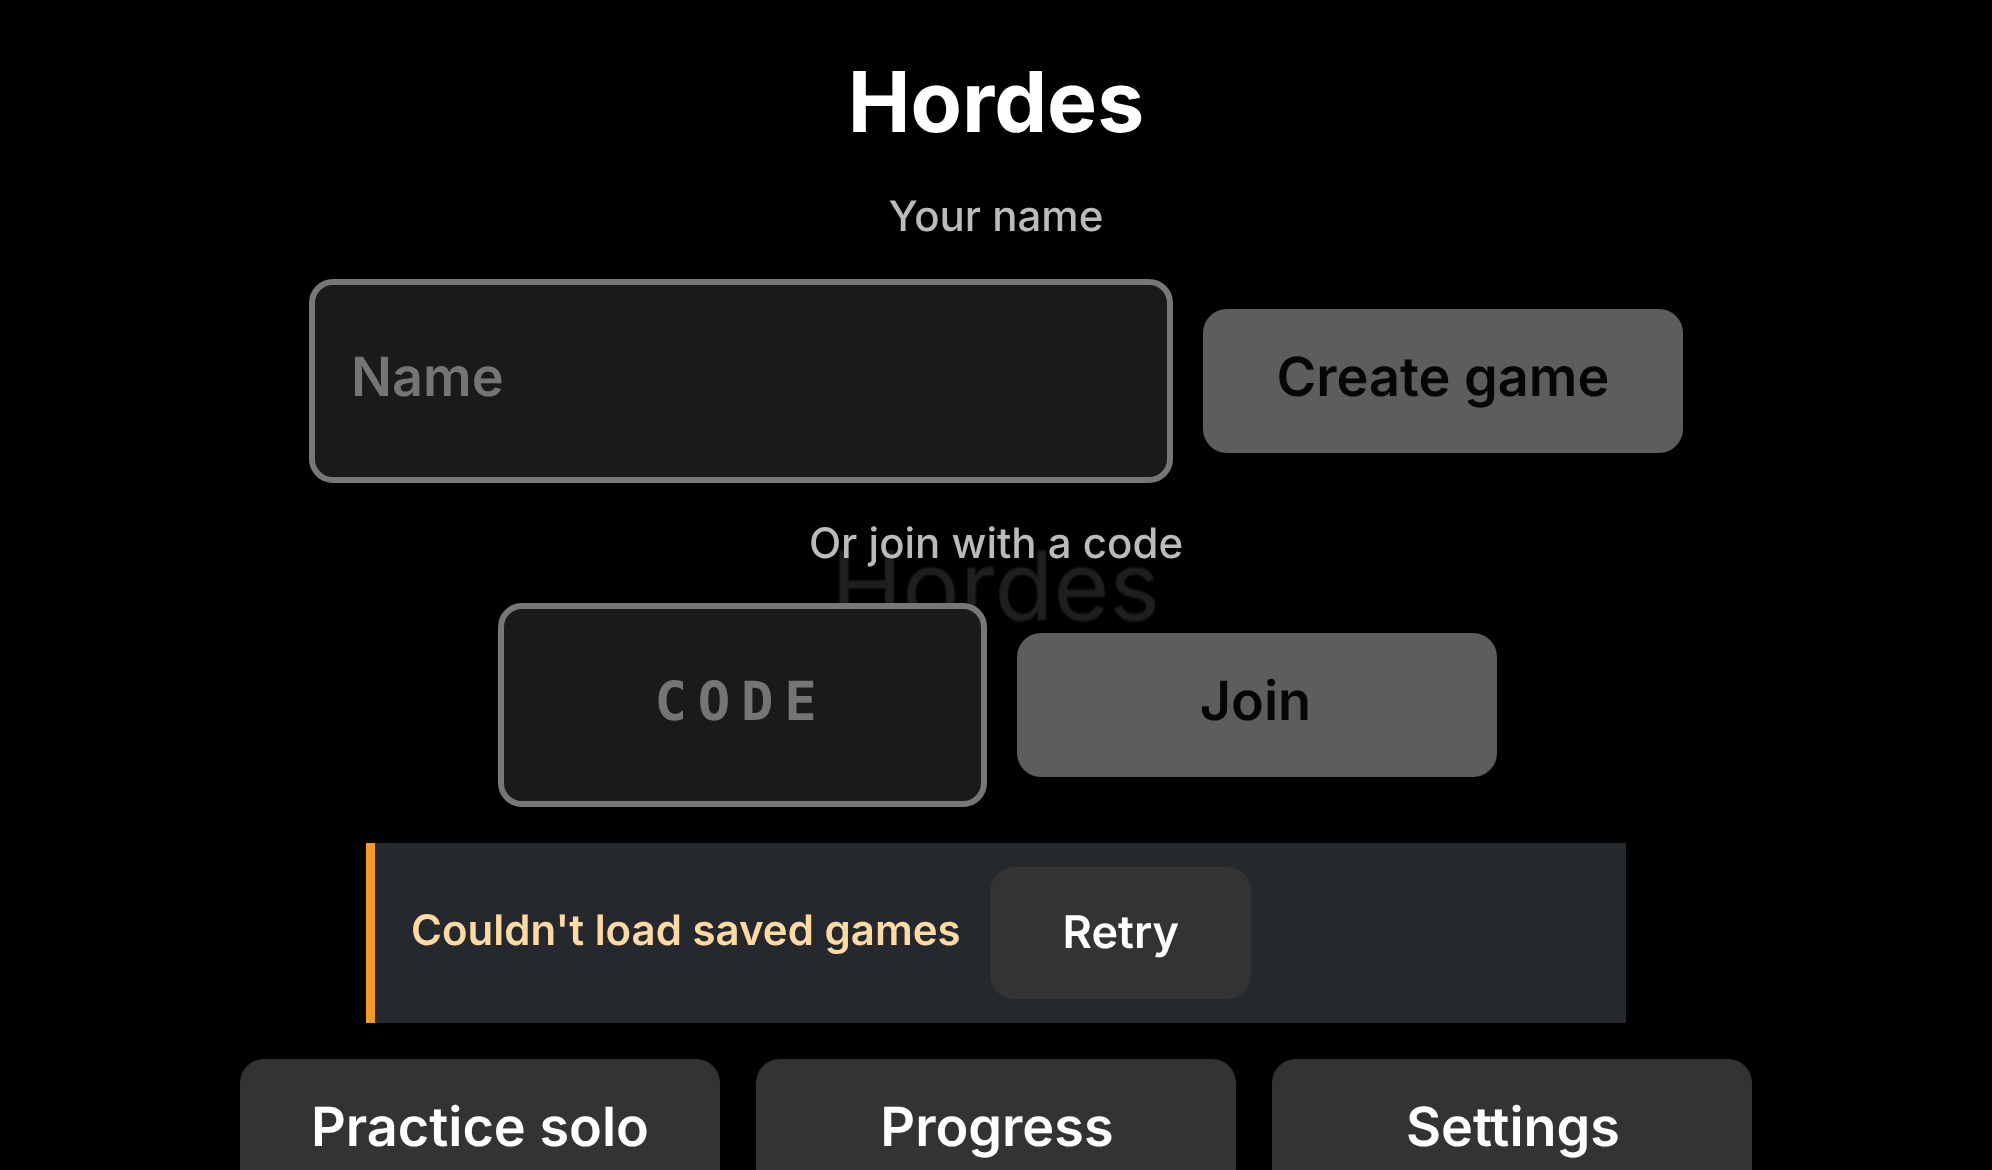 Hordes
Your name
Name
Create game
Or join with a code
Hordes
CODE
Join
Couldn't load saved games
Retry
Practice solo
Progress
Settings